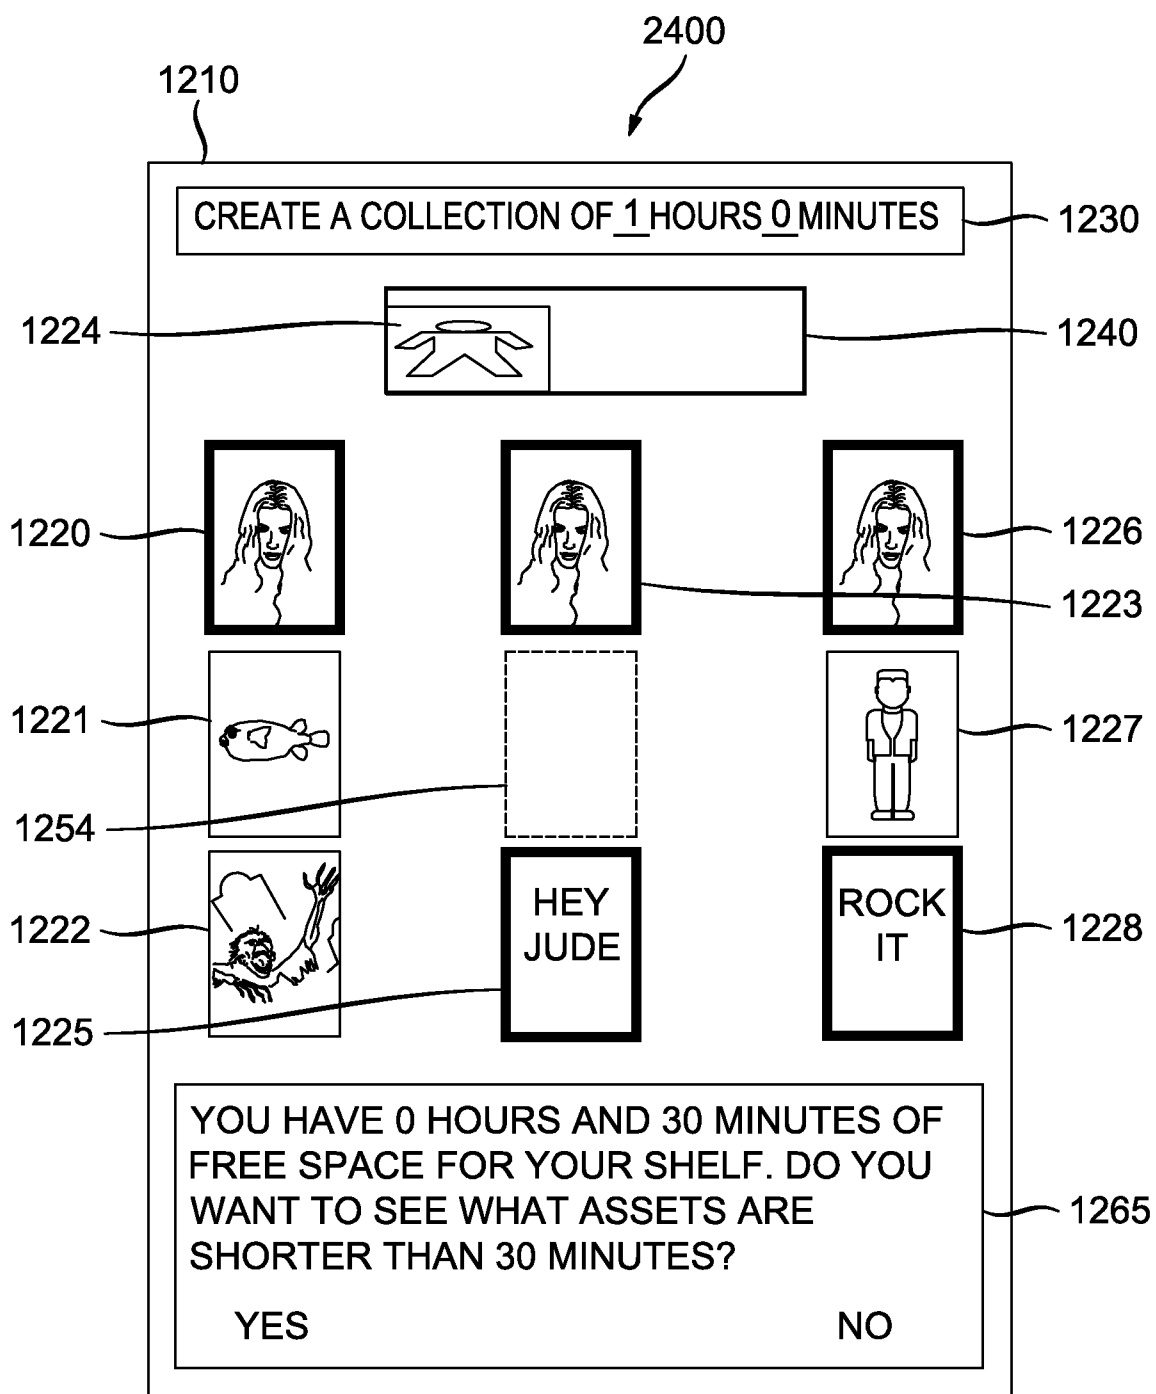 2400
1210
CREATE A COLLECTION OF 1 HOURS 0 MINUTES
1230
1224
1240
1220
1226
1223
1221
1227
1254
HEY
JUDE
ROCK
IT
1222
1228
1225
YOU HAVE 0 HOURS AND 30 MINUTES OF
FREE SPACE FOR YOUR SHELF. DO YOU
WANT TO SEE WHAT ASSETS ARE
SHORTER THAN 30 MINUTES?
1265
YES
NO